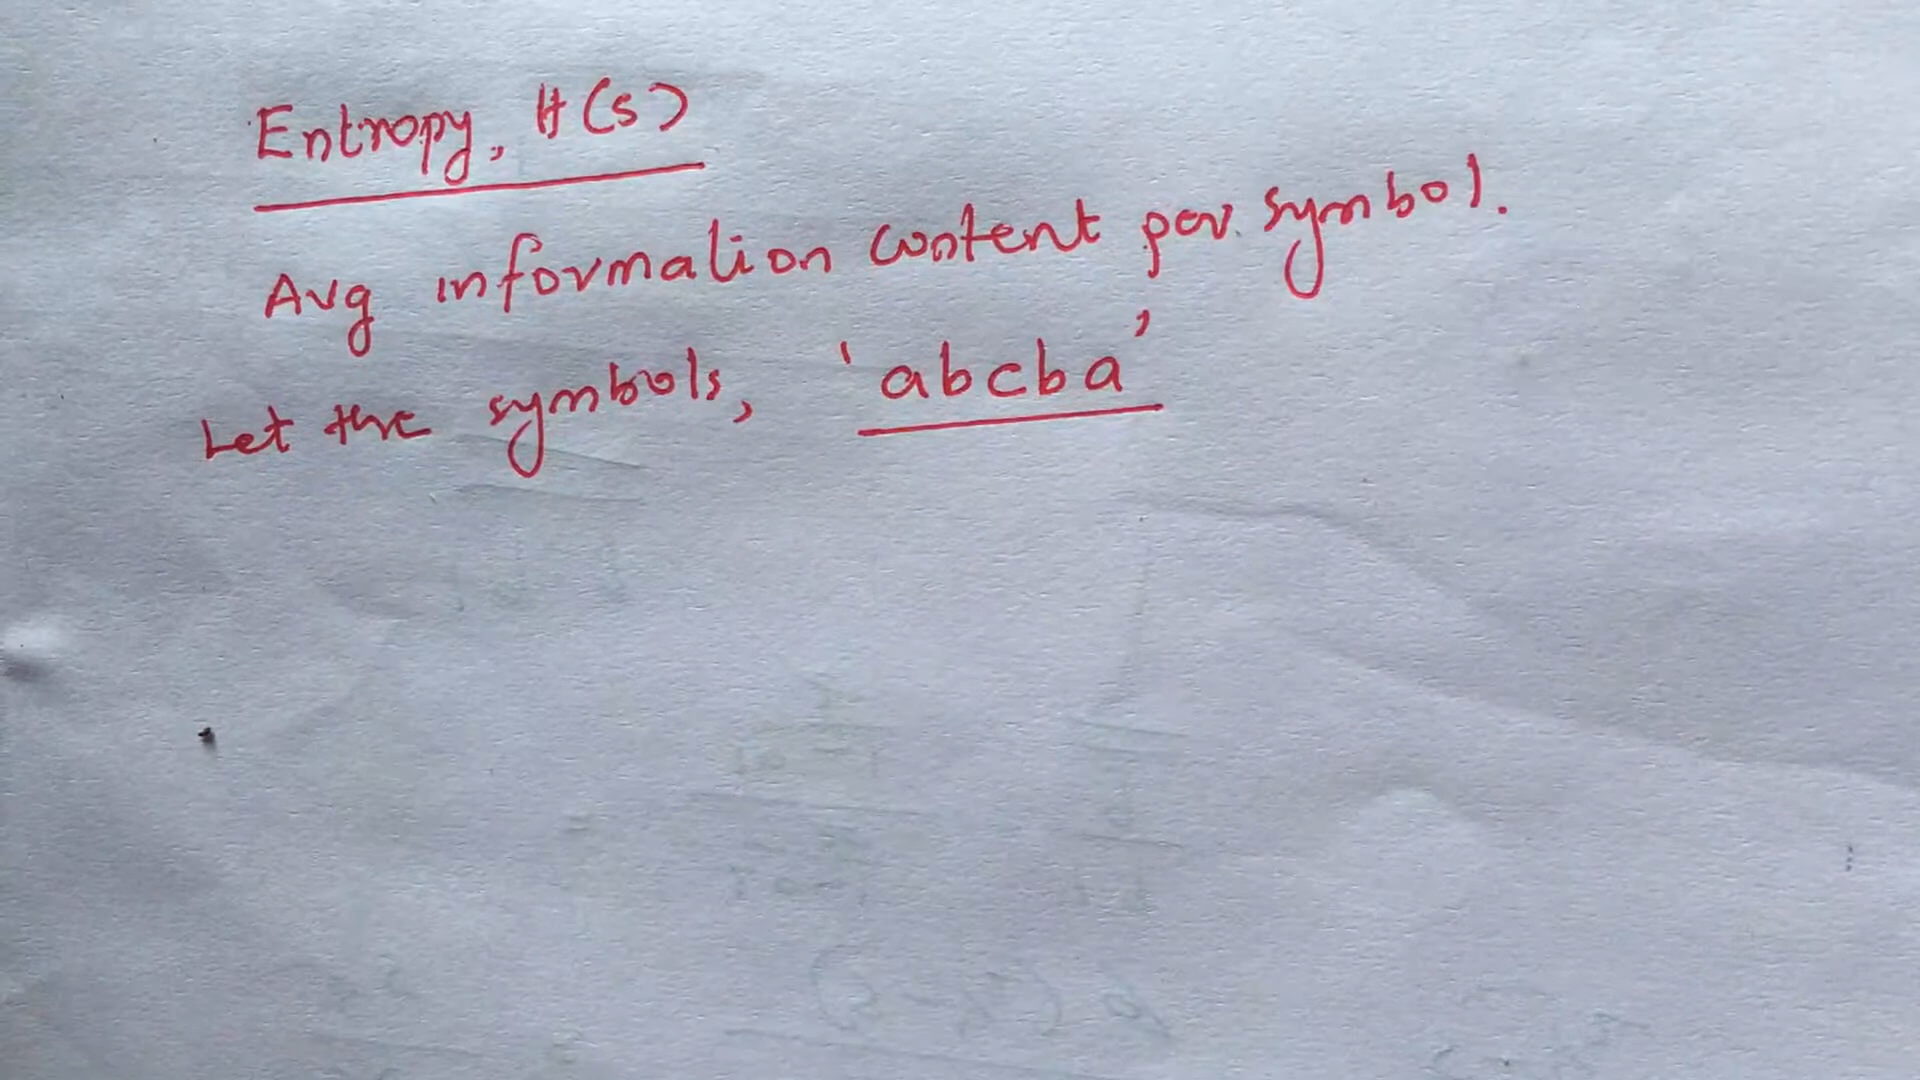 Entropy, H(S)
Avg information content per symbol.
Let the symbols, 'abcba'